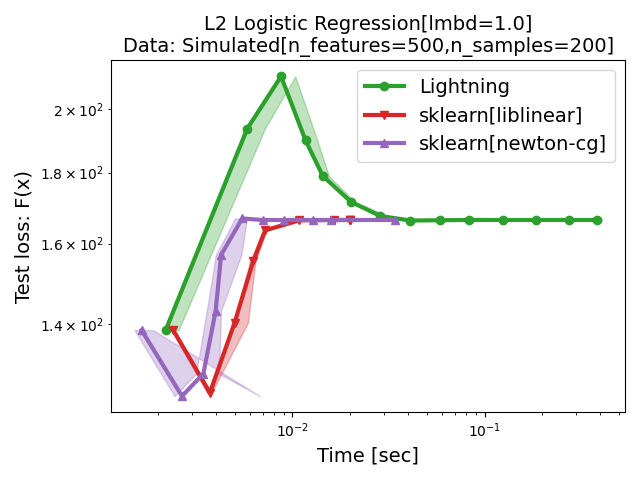 L2 Logistic Regression[lmbd=1.0]
Data: Simulated[n_features=500,n_samples=200]
Lightning
sklearn[liblinear]
sklearn[newton-cg]
Test loss: F(x)
2 × 10²
1.8 × 10²
1.6 × 10²
1.4 × 10²
10⁻² 10⁻¹
Time [sec]